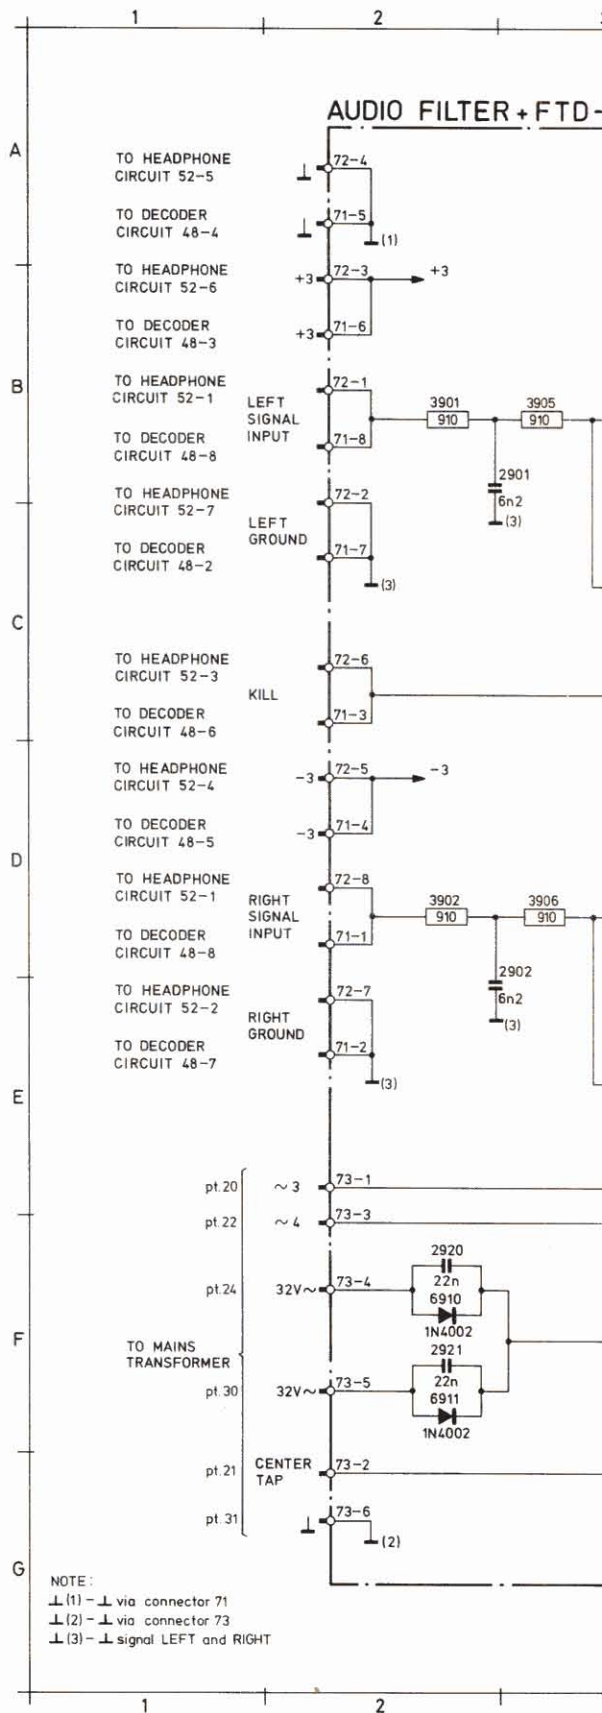 1 2
AUDIO FILTER + FTD-
A
TO HEADPHONE
CIRCUIT 52-5
72-4
TO DECODER
CIRCUIT 48-4
71-5
(1)
TO HEADPHONE
CIRCUIT 52-6
+3
72-3
+3
TO DECODER
CIRCUIT 48-3
+3
71-6
B
TO HEADPHONE
CIRCUIT 52-1
72-1
LEFT
SIGNAL
INPUT
3901
910
3905
910
TO DECODER
CIRCUIT 48-8
71-8
2901
6n2
(3)
TO HEADPHONE
CIRCUIT 52-7
72-2
LEFT
GROUND
TO DECODER
CIRCUIT 48-2
71-7
(3)
C
TO HEADPHONE
CIRCUIT 52-3
72-6
KILL
TO DECODER
CIRCUIT 48-6
71-3
TO HEADPHONE
CIRCUIT 52-4
-3
72-5
-3
TO DECODER
CIRCUIT 48-5
-3
71-4
D
TO HEADPHONE
CIRCUIT 52-1
72-8
RIGHT
SIGNAL
INPUT
3902
910
3906
910
TO DECODER
CIRCUIT 48-8
71-1
2902
6n2
(3)
TO HEADPHONE
CIRCUIT 52-2
72-7
RIGHT
GROUND
TO DECODER
CIRCUIT 48-7
71-2
(3)
E
pt.20 ~3 73-1
pt.22 ~4 73-3
2920
22n
pt.24 32V~ 73-4
6910
1N4002
F
TO MAINS
TRANSFORMER
2921
22n
pt.30 32V~ 73-5
6911
1N4002
pt.21
CENTER
TAP
73-2
pt.31 73-6
(2)
G
NOTE:
⊥(1) - ⊥ via connector 71
⊥(2) - ⊥ via connector 73
⊥(3) - ⊥ signal LEFT and RIGHT
1 2